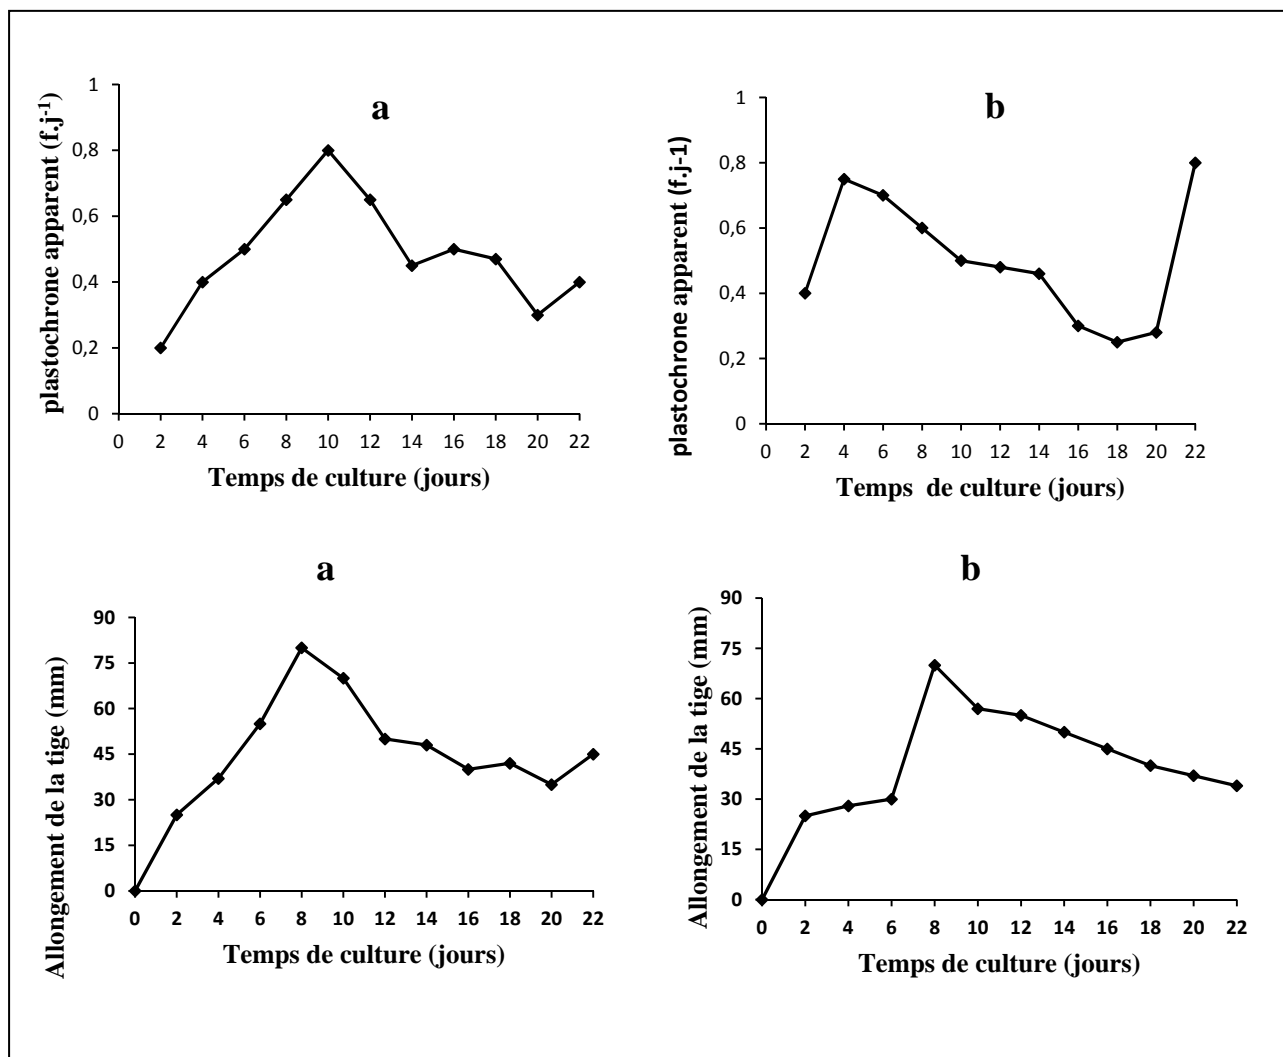 a
plastochrone apparent (f.j-1)
1
0,8
0,6
0,4
0,2
0
0 2 4 6 8 10 12 14 16 18 20 22
Temps de culture (jours)
b
plastochrone apparent (f.j-1)
1
0,8
0,6
0,4
0,2
0
0 2 4 6 8 10 12 14 16 18 20 22
Temps de culture (jours)
a
Allongement de la tige (mm)
90
75
60
45
30
15
0
0 2 4 6 8 10 12 14 16 18 20 22
Temps de culture (jours)
b
Allongement de la tige (mm)
90
75
60
45
30
15
0
0 2 4 6 8 10 12 14 16 18 20 22
Temps de culture (jours)